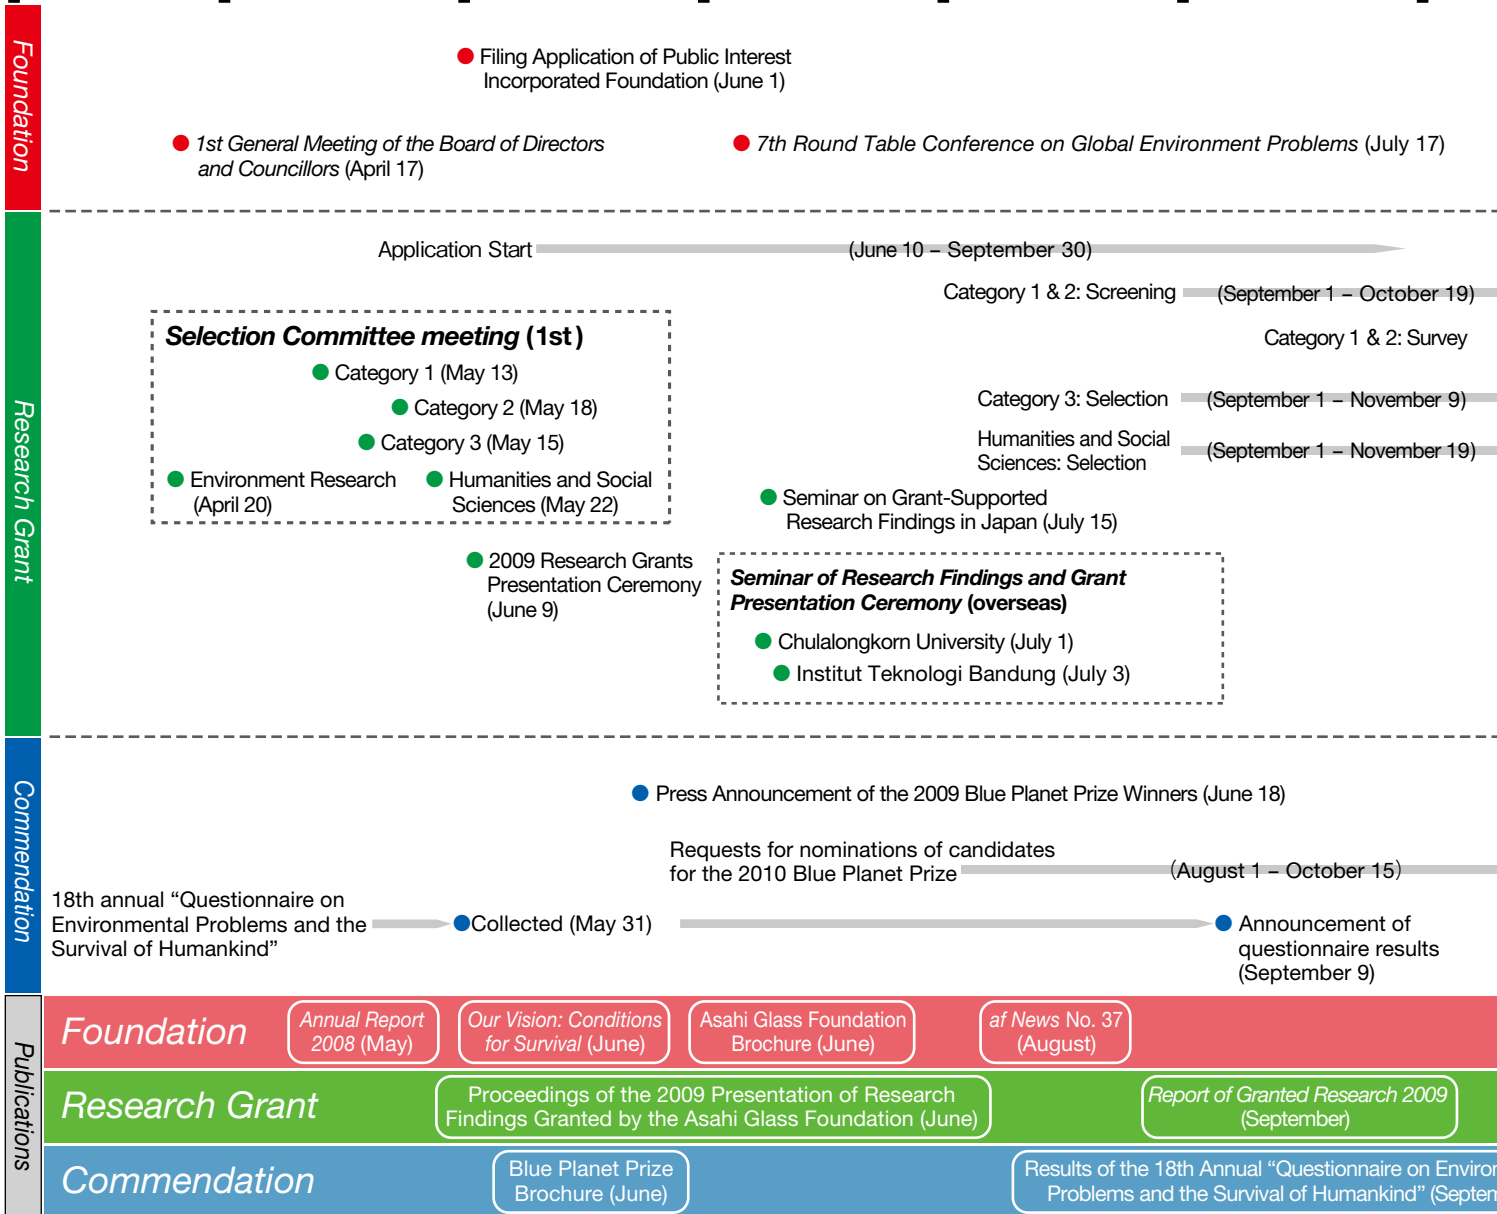 Foundation
Filing Application of Public Interest
Incorporated Foundation (June 1)
1st General Meeting of the Board of Directors
and Councillors (April 17)
7th Round Table Conference on Global Environment Problems (July 17)
Research Grant
Application Start
(June 10 – September 30)
Category 1 & 2: Screening
(September 1 – October 19)
Category 1 & 2: Survey
Selection Committee meeting (1st)
Category 1 (May 13)
Category 2 (May 18)
Category 3 (May 15)
Environment Research
(April 20)
Humanities and Social
Sciences (May 22)
Category 3: Selection
(September 1 – November 9)
Humanities and Social
Sciences: Selection
(September 1 – November 19)
Seminar on Grant-Supported
Research Findings in Japan (July 15)
2009 Research Grants
Presentation Ceremony
(June 9)
Seminar of Research Findings and Grant
Presentation Ceremony (overseas)
Chulalongkorn University (July 1)
Institut Teknologi Bandung (July 3)
Commendation
Press Announcement of the 2009 Blue Planet Prize Winners (June 18)
Requests for nominations of candidates
for the 2010 Blue Planet Prize
(August 1 – October 15)
18th annual “Questionnaire on
Environmental Problems and the
Survival of Humankind”
Collected (May 31)
Announcement of
questionnaire results
(September 9)
Publications
Foundation
Annual Report
2008 (May)
Our Vision: Conditions
for Survival (June)
Asahi Glass Foundation
Brochure (June)
af News No. 37
(August)
Research Grant
Proceedings of the 2009 Presentation of Research
Findings Granted by the Asahi Glass Foundation (June)
Report of Granted Research 2009
(September)
Commendation
Blue Planet Prize
Brochure (June)
Results of the 18th Annual “Questionnaire on Environ
Problems and the Survival of Humankind” (Septem